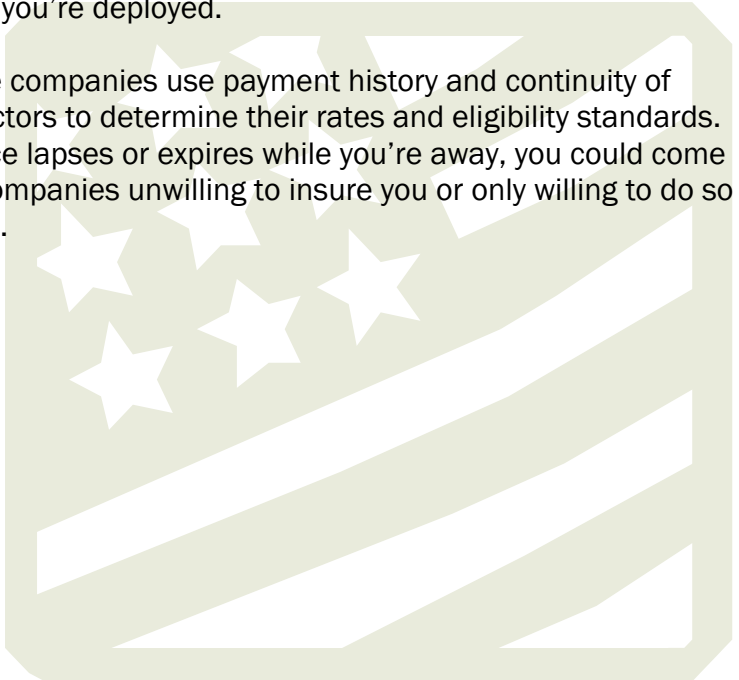 you’re deployed.
e companies use payment history and continuity of
ctors to determine their rates and eligibility standards.
ce lapses or expires while you’re away, you could come
ompanies unwilling to insure you or only willing to do so
.